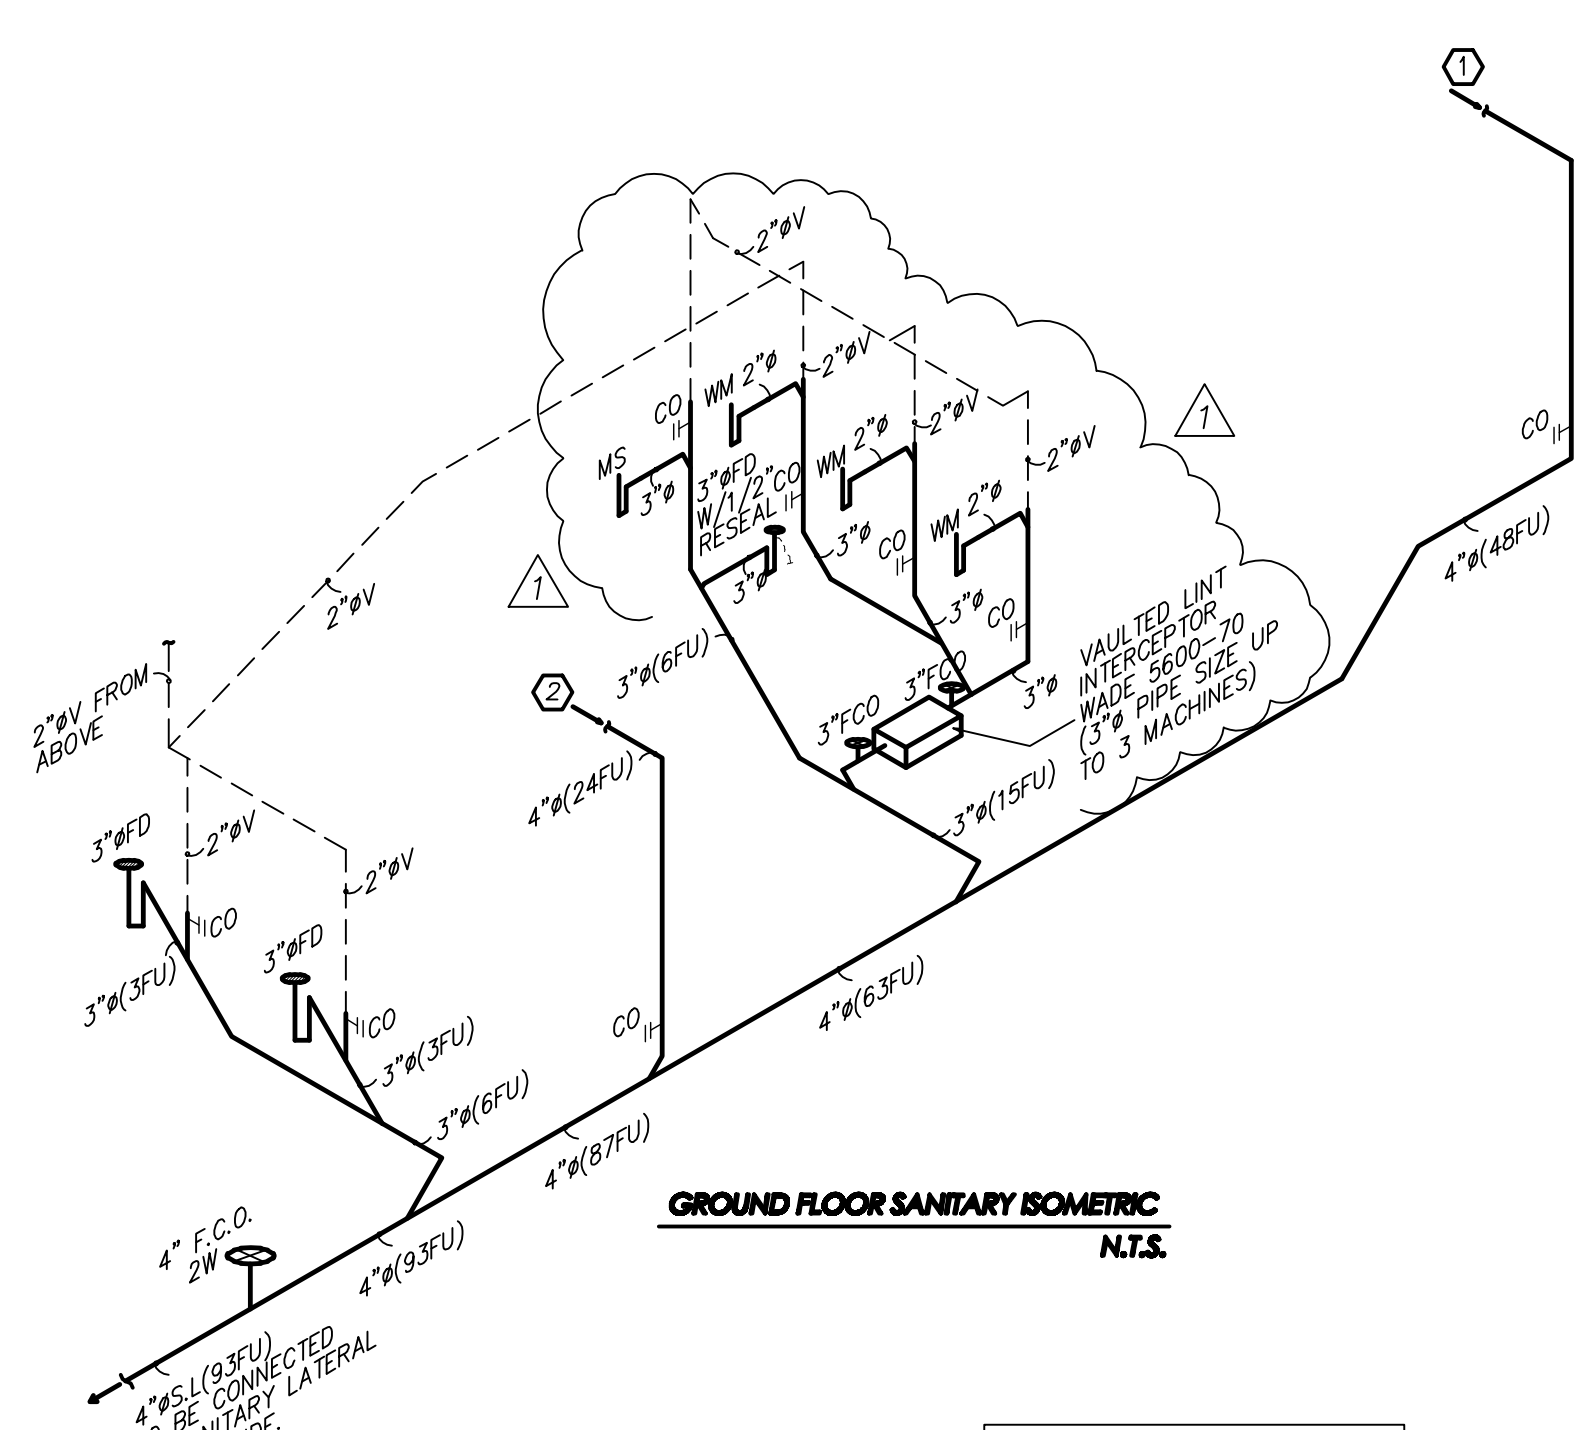 1
2"øV
2"øV
CO
WM 2"ø
2"øV
MS
3"ø
3"øFD
W/1/2"CO
RESEAL
WM 2"ø
2"øV
1
CO
3"ø
CO
WM 2"ø
3"ø
3"ø
CO
4"ø(48FU)
1
2"øV
3"ø(6FU)
VAULTED LINT
INTERCEPTOR
WADE 5600-70
(3"ø PIPE SIZE UP
TO 3 MACHINES)
2"øV FROM
ABOVE
2
3"FCO
3"ø
3"FCO
4"ø(24FU)
3"ø(15FU)
3"øFD
2"øV
2"øV
CO
3"øFD
3"ø(3FU)
CO
CO
4"ø(63FU)
3"ø(3FU)
3"ø(6FU)
4"ø(87FU)
GROUND FLOOR SANITARY ISOMETRIC
N.T.S.
4" F.C.O.
2W
4"ø(93FU)
4"øS.L(93FU)
BE CONNECTED
NITARY LATERAL